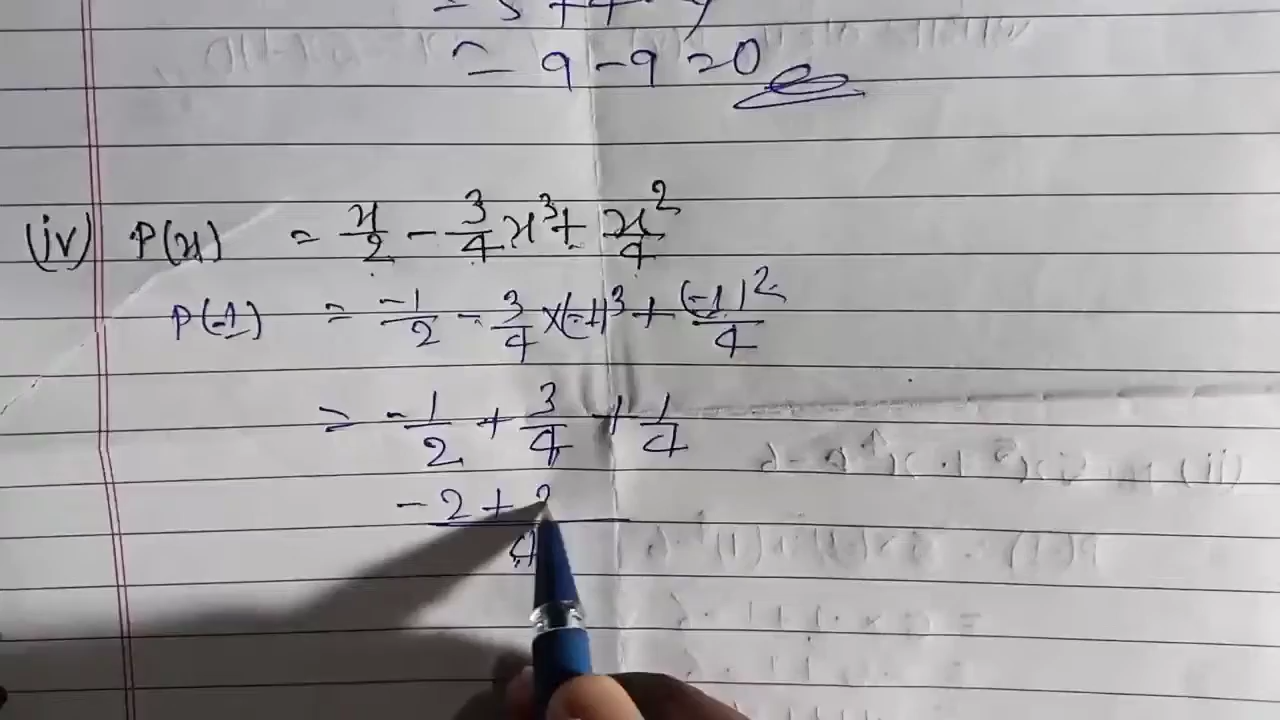 = 9 - 9 = 0
(iv) P(x) = x/2 - 3/4 x³ + x²/4
P(-1) = -1/2 - 3/4 × (-1)³ + (-1)²/4
= -1/2 + 3/4 + 1/4
-2 +
4